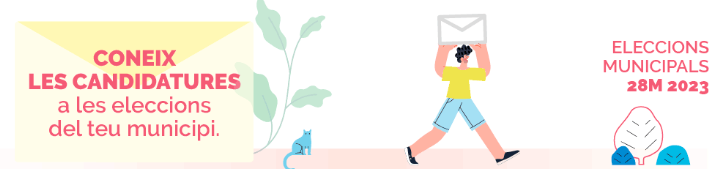 CONEIX
LES CANDIDATURES
a les eleccions
del teu municipi.
ELECCIONS
MUNICIPALS
28M 2023